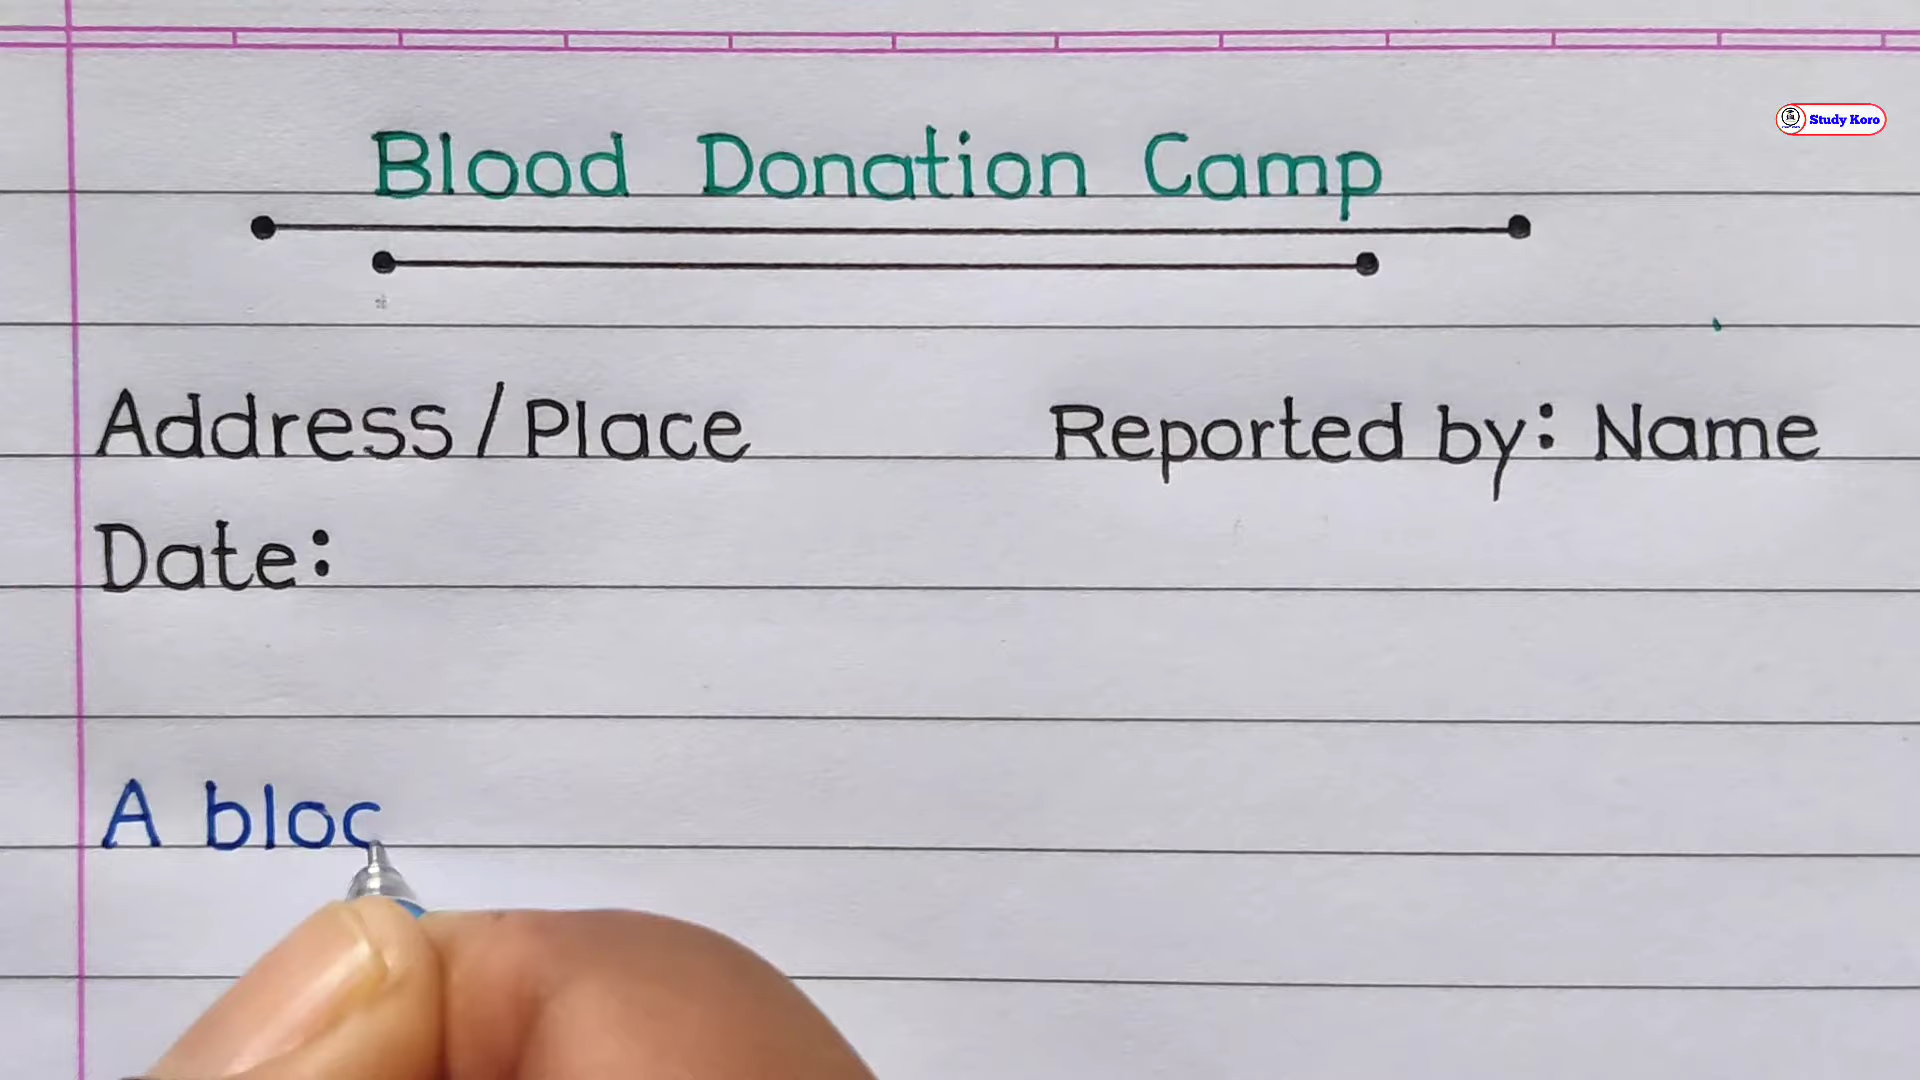 Blood Donation Camp
Study Koro
Address/Place Reported by: Name
Date:
A bloc